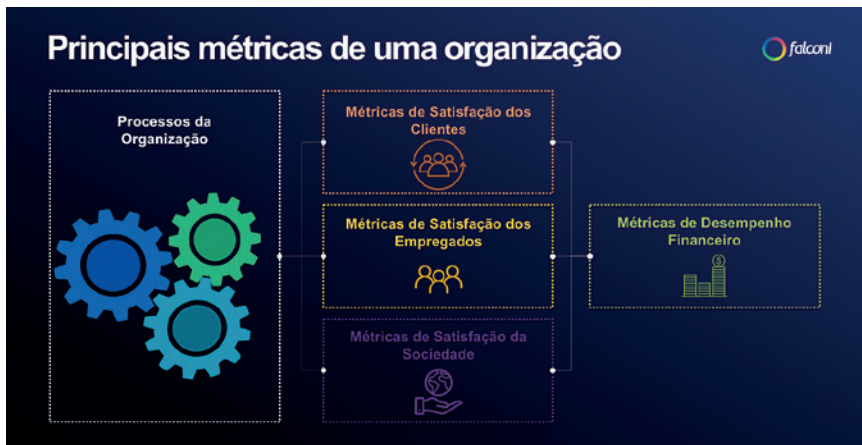 Principais métricas de uma organização
falconi
Processos da
Organização
Métricas de Satisfação dos
Clientes
Métricas de Satisfação dos
Empregados
Métricas de Satisfação da
Sociedade
Métricas de Desempenho
Financeiro
$